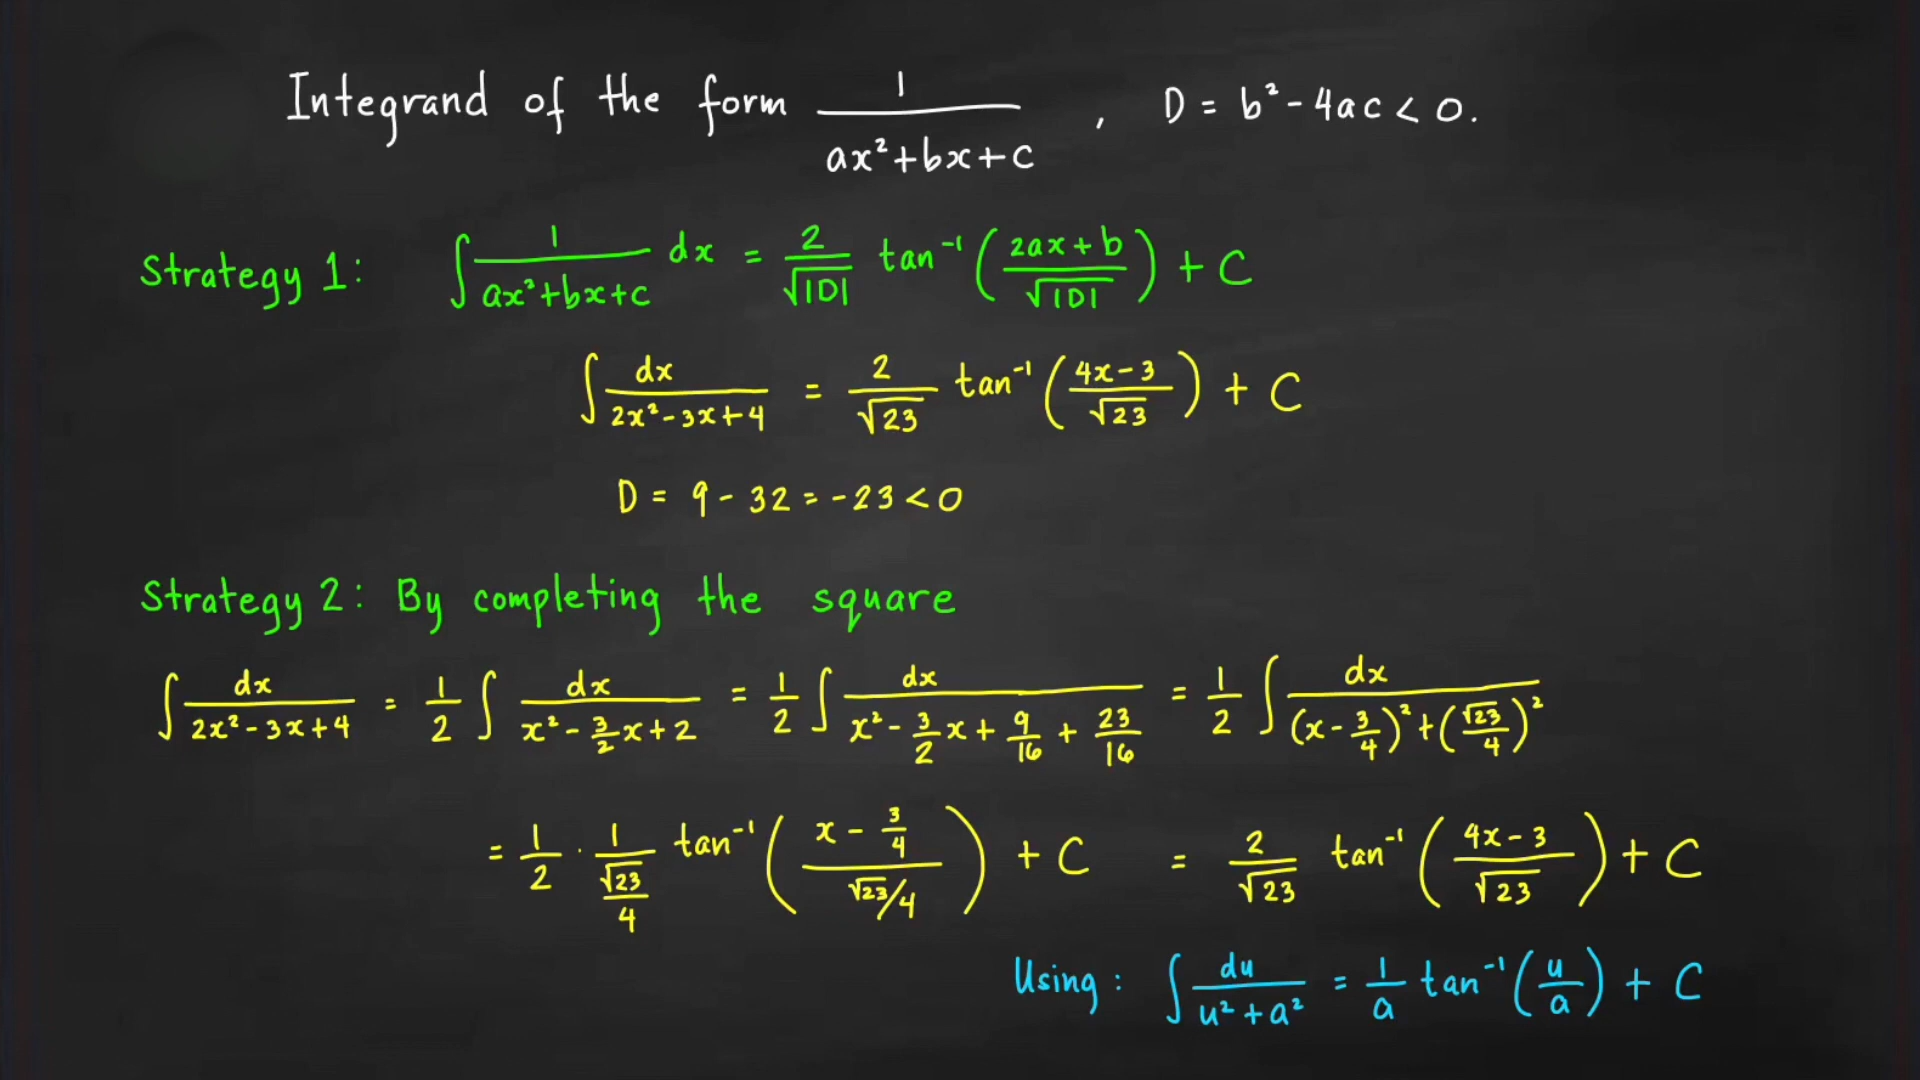 Integrand of the form 1/(ax²+bx+c) , D = b² - 4ac < 0.
Strategy 1: ∫ 1/(ax²+bx+c) dx = 2/√|D| tan⁻¹((2ax+b)/√|D|) + C
∫ dx/(2x²-3x+4) = 2/√23 tan⁻¹((4x-3)/√23) + C
D = 9 - 32 = -23 < 0
Strategy 2: By completing the square
∫ dx/(2x²-3x+4) = 1/2 ∫ dx/(x²-3/2x+2) = 1/2 ∫ dx/(x²-3/2x+9/16+23/16) = 1/2 ∫ dx/((x-3/4)²+(√23/4)²)
= 1/2 · 1/(√23/4) tan⁻¹((x-3/4)/(√23/4)) + C = 2/√23 tan⁻¹((4x-3)/√23) + C
Using: ∫ du/(u²+a²) = 1/a tan⁻¹(u/a) + C